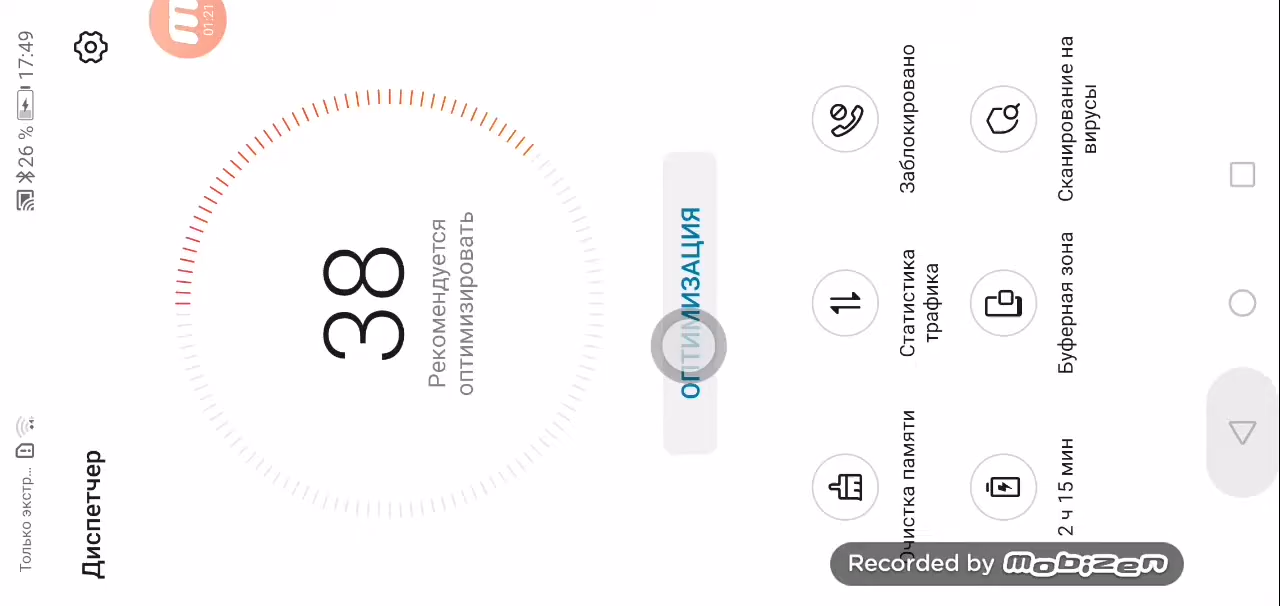 Только экстр...
26 %
17:49
01:21
Диспетчер
38
Рекомендуется
оптимизировать
ОПТИМИЗАЦИЯ
Очистка памяти
Статистика
трафика
Заблокировано
2 ч 15 мин
Буферная зона
Сканирование на
вирусы
Recorded by mobizen